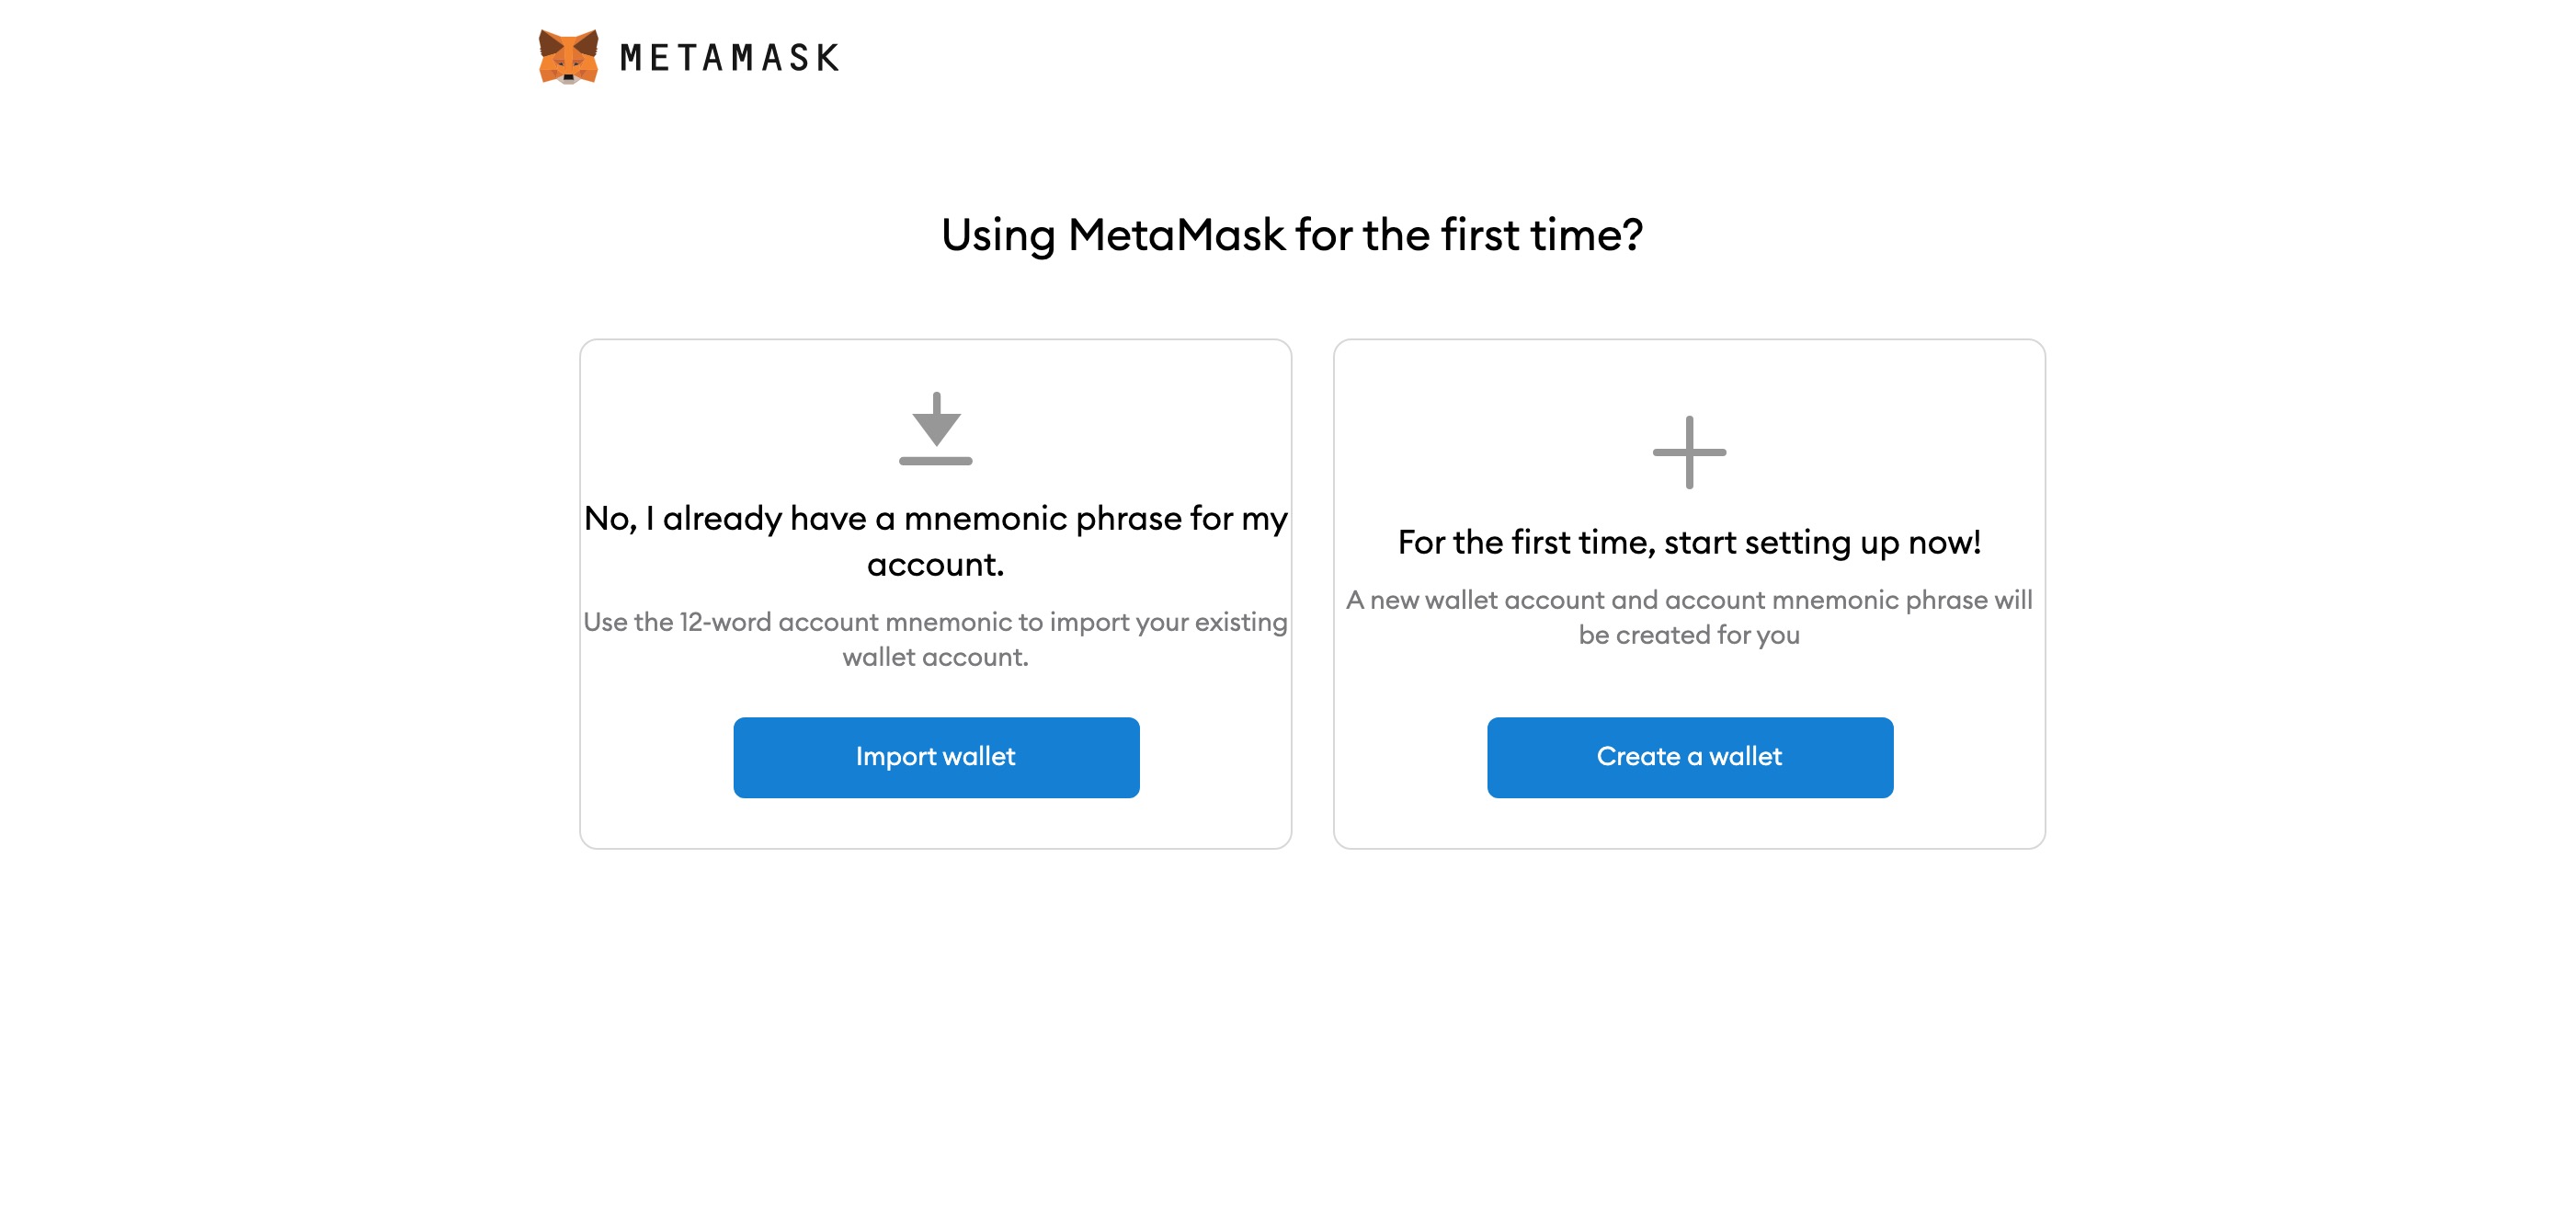 METAMASK
Using MetaMask for the first time?
No, I already have a mnemonic phrase for my
account.
Use the 12-word account mnemonic to import your existing
wallet account.
Import wallet
For the first time, start setting up now!
A new wallet account and account mnemonic phrase will
be created for you
Create a wallet